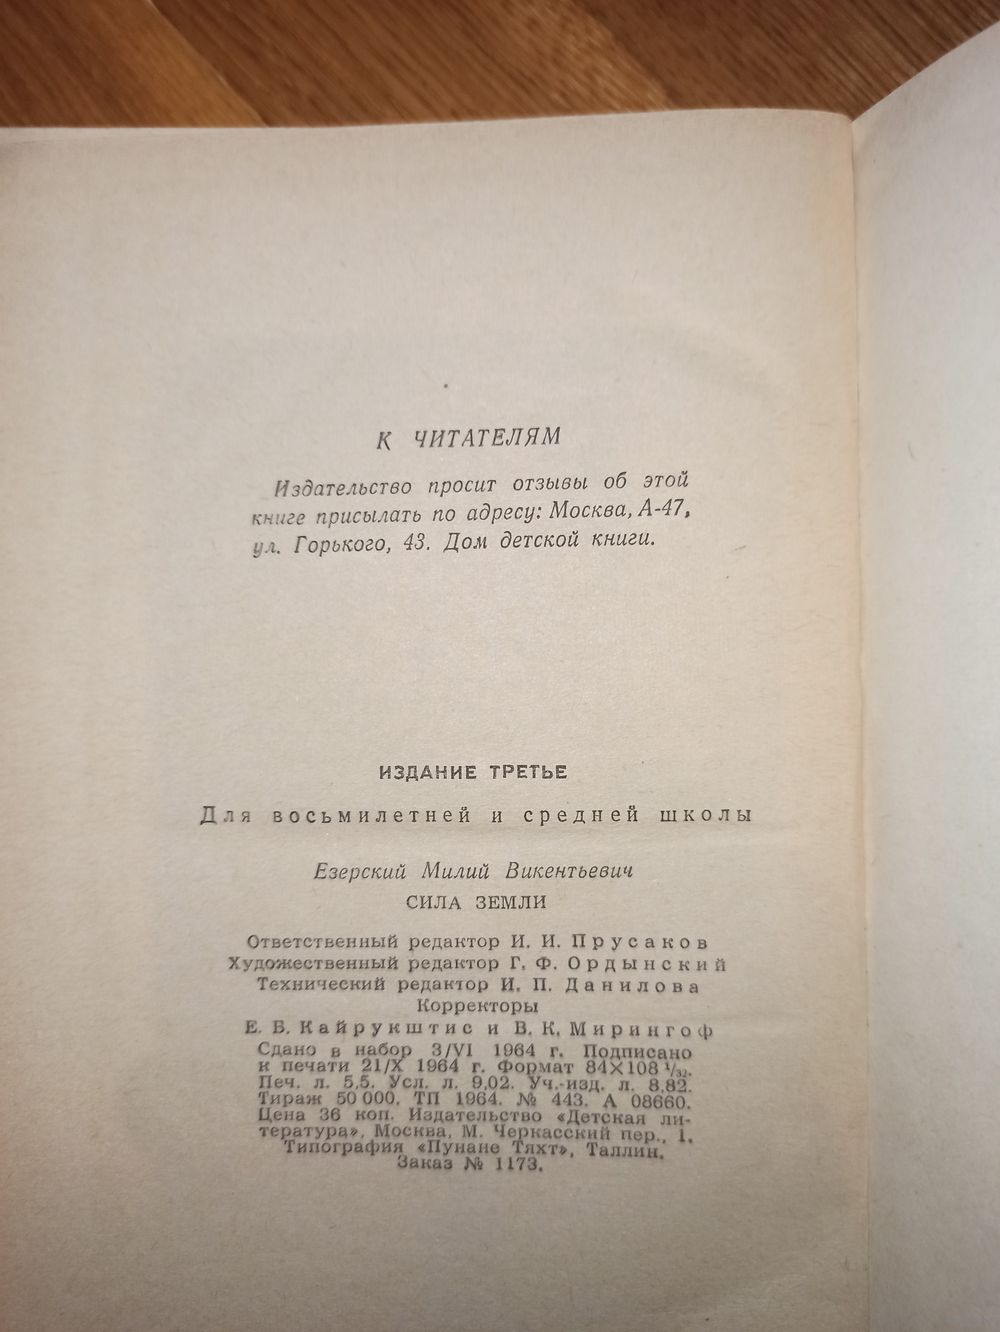 К ЧИТАТЕЛЯМ
Издательство просит отзывы об этой
книге присылать по адресу: Москва, А-47,
ул. Горького, 43. Дом детской книги.
ИЗДАНИЕ ТРЕТЬЕ
Для восьмилетней и средней школы
Езерский Милий Викентьевич
СИЛА ЗЕМЛИ
Ответственный редактор И. И. Прусаков
Художественный редактор Г. Ф. Ордынский
Технический редактор И. П. Данилова
Корректоры
Е. Б. Кайрукштис и В. К. Мирингоф
Сдано в набор 3/VI 1964 г. Подписано
к печати 21/X 1964 г. Формат 84×108 1/32.
Печ. л. 5,5. Усл. л. 9,02. Уч.-изд. л. 8,82.
Тираж 50 000. ТП 1964. № 443. А 08660.
Цена 36 коп. Издательство «Детская ли-
тература», Москва, М. Черкасский пер., 1.
Типография «Пунане Тяхт», Таллин.
Заказ № 1173.